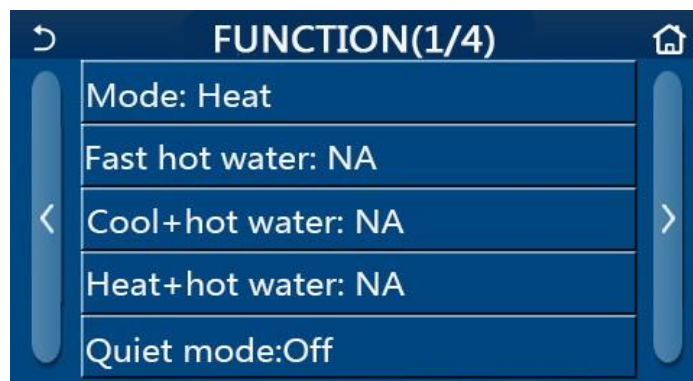 FUNCTION(1/4)
Mode: Heat
Fast hot water: NA
Cool+hot water: NA
Heat+hot water: NA
Quiet mode:Off